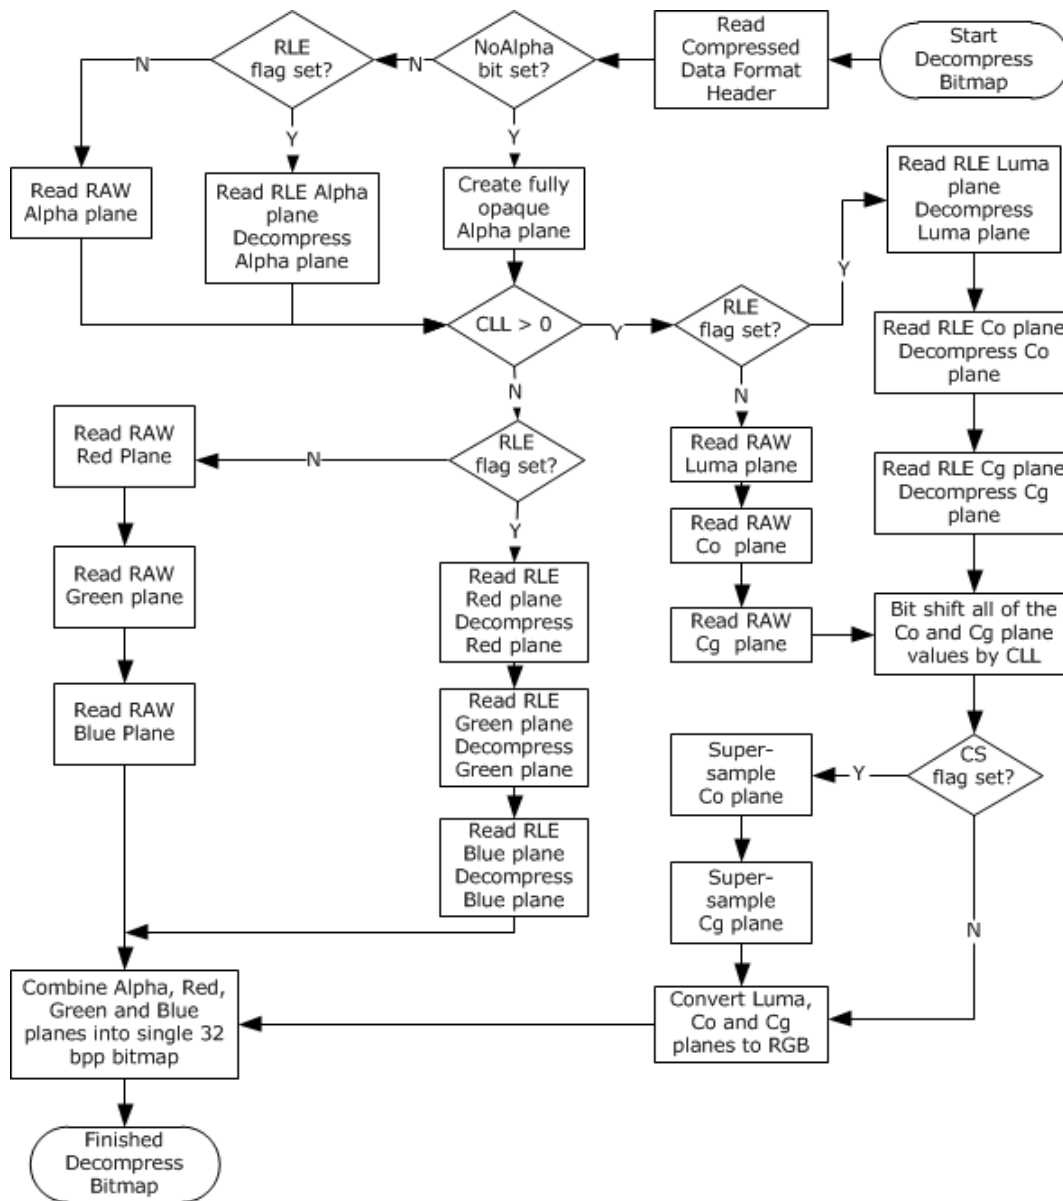 RLE
flag set?
N
Y
NoAlpha
bit set?
N
Y
Read
Compressed
Data Format
Header
Start
Decompress
Bitmap
Read RAW
Alpha plane
Read RLE Alpha
plane
Decompress
Alpha plane
Create fully
opaque
Alpha plane
Read RLE Luma
plane
Decompress
Luma plane
CLL > 0
Y
N
RLE
flag set?
Y
N
Read RLE Co plane
Decompress Co
plane
Read RAW
Red Plane
N
RLE
flag set?
Y
Read RAW
Luma plane
Read RLE Cg plane
Decompress Cg
plane
Read RAW
Co plane
Read RAW
Green plane
Read RLE
Red plane
Decompress
Red plane
Read RAW
Cg plane
Bit shift all of the
Co and Cg plane
values by CLL
Read RAW
Blue Plane
Read RLE
Green plane
Decompress
Green plane
Super-
sample
Co plane
Y
CS
flag set?
N
Read RLE
Blue plane
Decompress
Blue plane
Super-
sample
Cg plane
Combine Alpha, Red,
Green and Blue
planes into single 32
bpp bitmap
Convert Luma,
Co and Cg
planes to RGB
Finished
Decompress
Bitmap